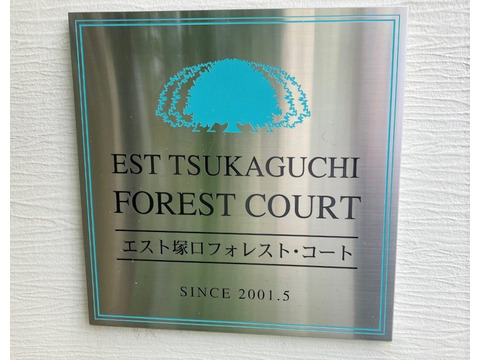 EST TSUKAGUCHI
FOREST COURT
エスト塚口フォレスト・コート
SINCE 2001.5